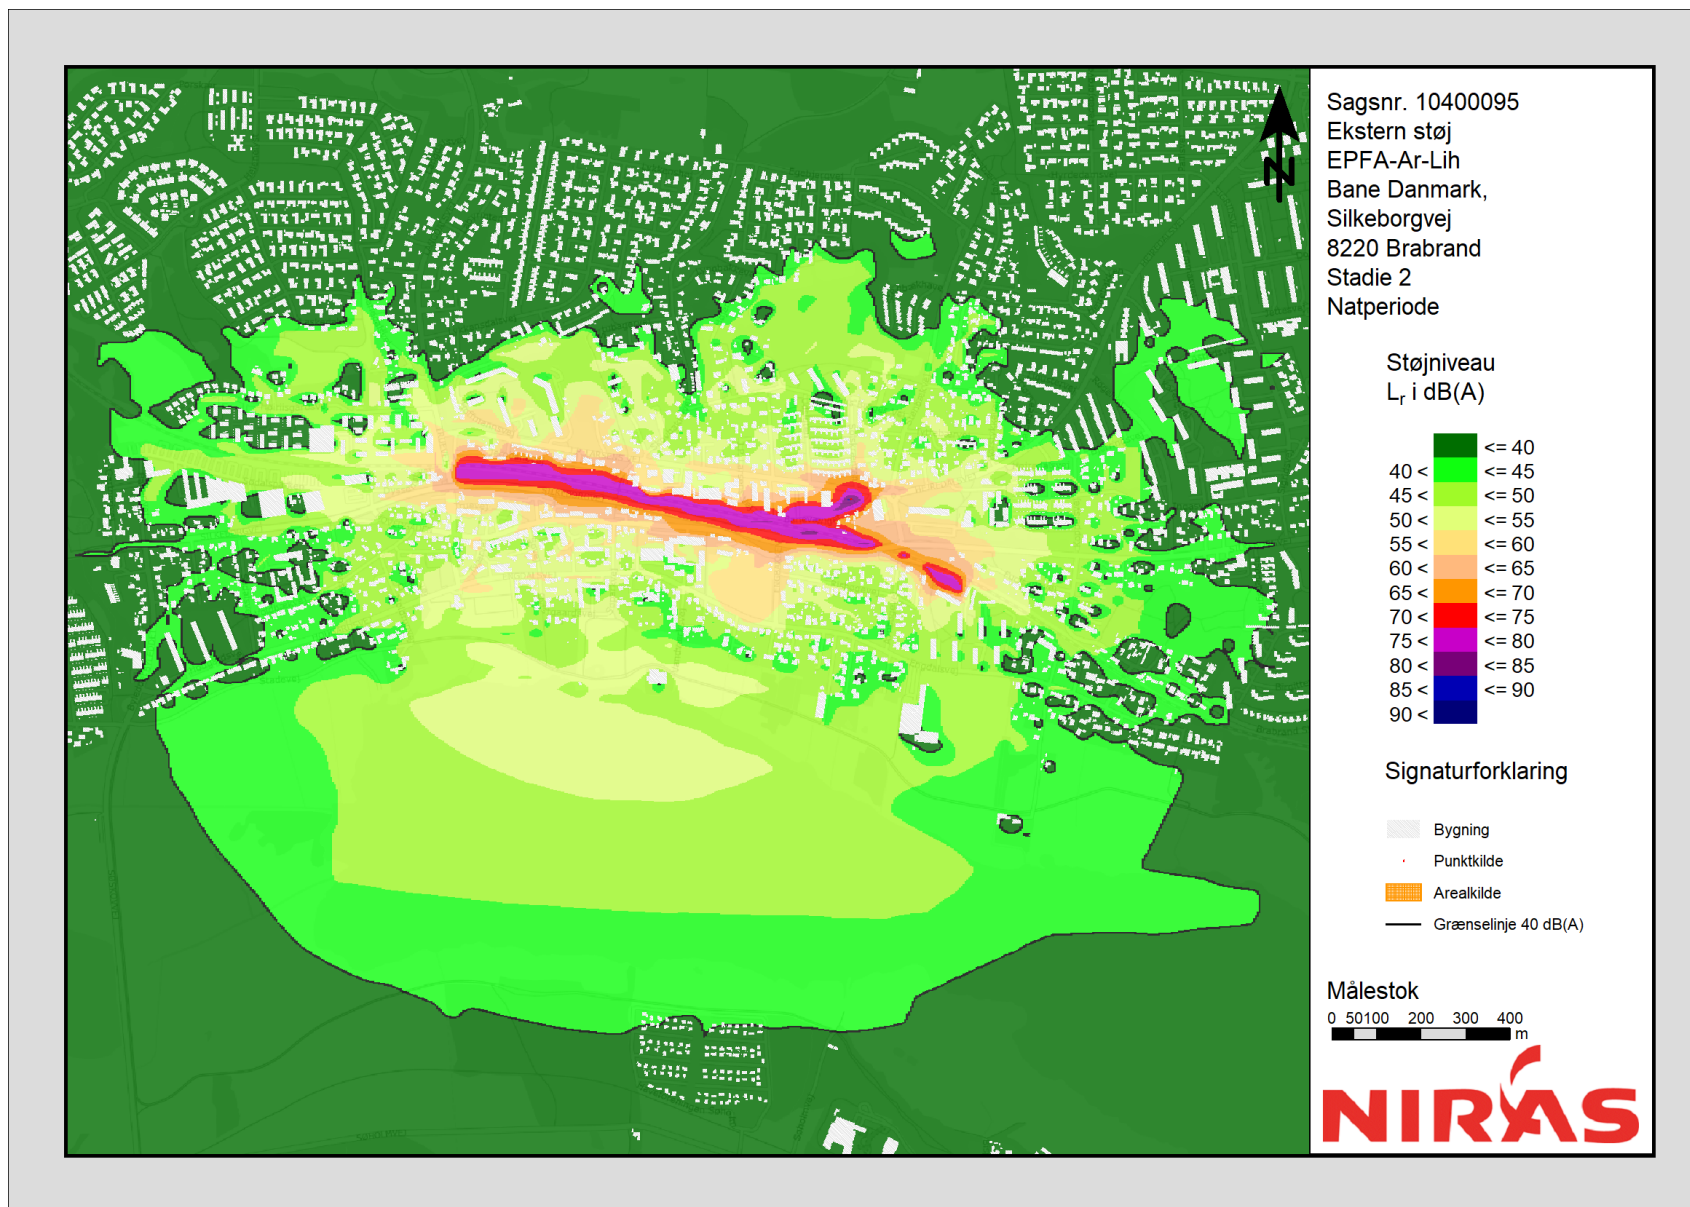 Sagsnr. 10400095
Ekstern støj
EPFA-Ar-Lih
Bane Danmark,
Silkeborgvej
8220 Brabrand
Stadie 2
Natperiode
N
Støjniveau
Lr i dB(A)
<= 40
40 < <= 45
45 < <= 50
50 < <= 55
55 < <= 60
60 < <= 65
65 < <= 70
70 < <= 75
75 < <= 80
80 < <= 85
85 < <= 90
90 <
Signaturforklaring
Bygning
Punktkilde
Arealkilde
Grænselinje 40 dB(A)
Målestok
0 50100 200 300 400
m
NIRAS